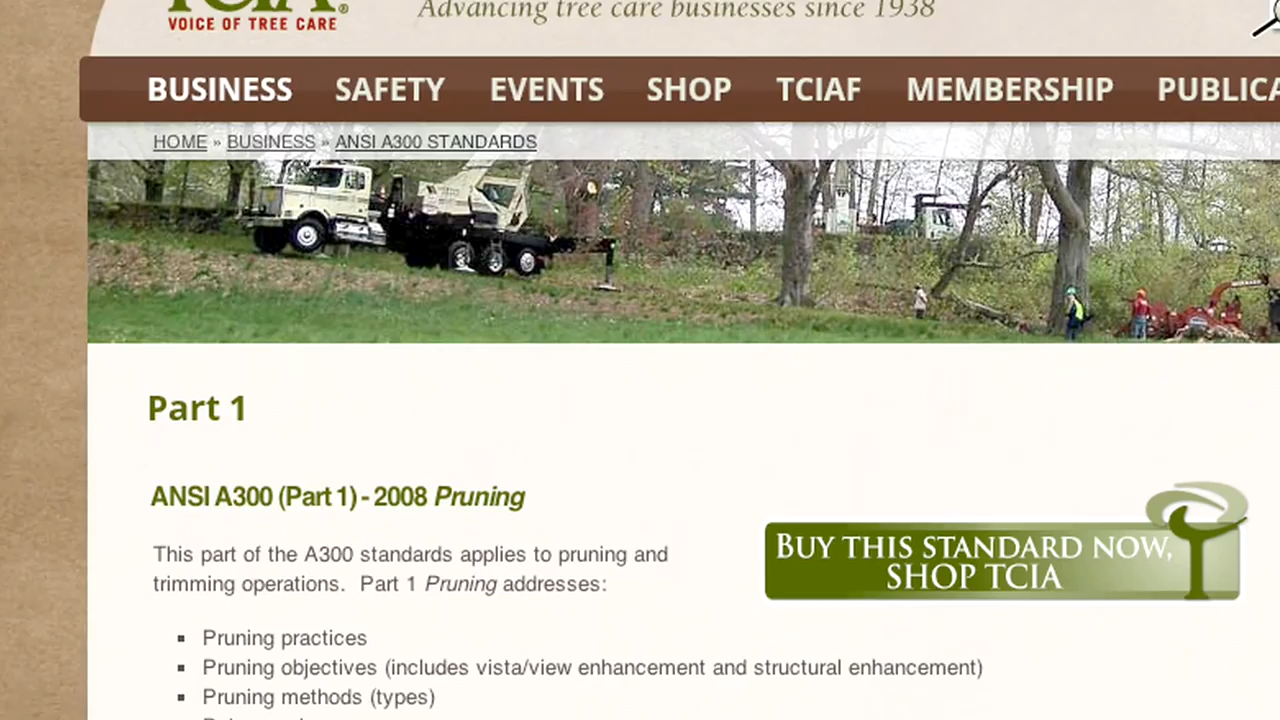 TCIA®
VOICE OF TREE CARE
Advancing tree care businesses since 1938
BUSINESS SAFETY EVENTS SHOP TCIAF MEMBERSHIP
HOME » BUSINESS » ANSI A300 STANDARDS
Part 1
ANSI A300 (Part 1) - 2008 Pruning
This part of the A300 standards applies to pruning and
trimming operations. Part 1 Pruning addresses:
BUY THIS STANDARD NOW,
SHOP TCIA
▪ Pruning practices
▪ Pruning objectives (includes vista/view enhancement and structural enhancement)
▪ Pruning methods (types)